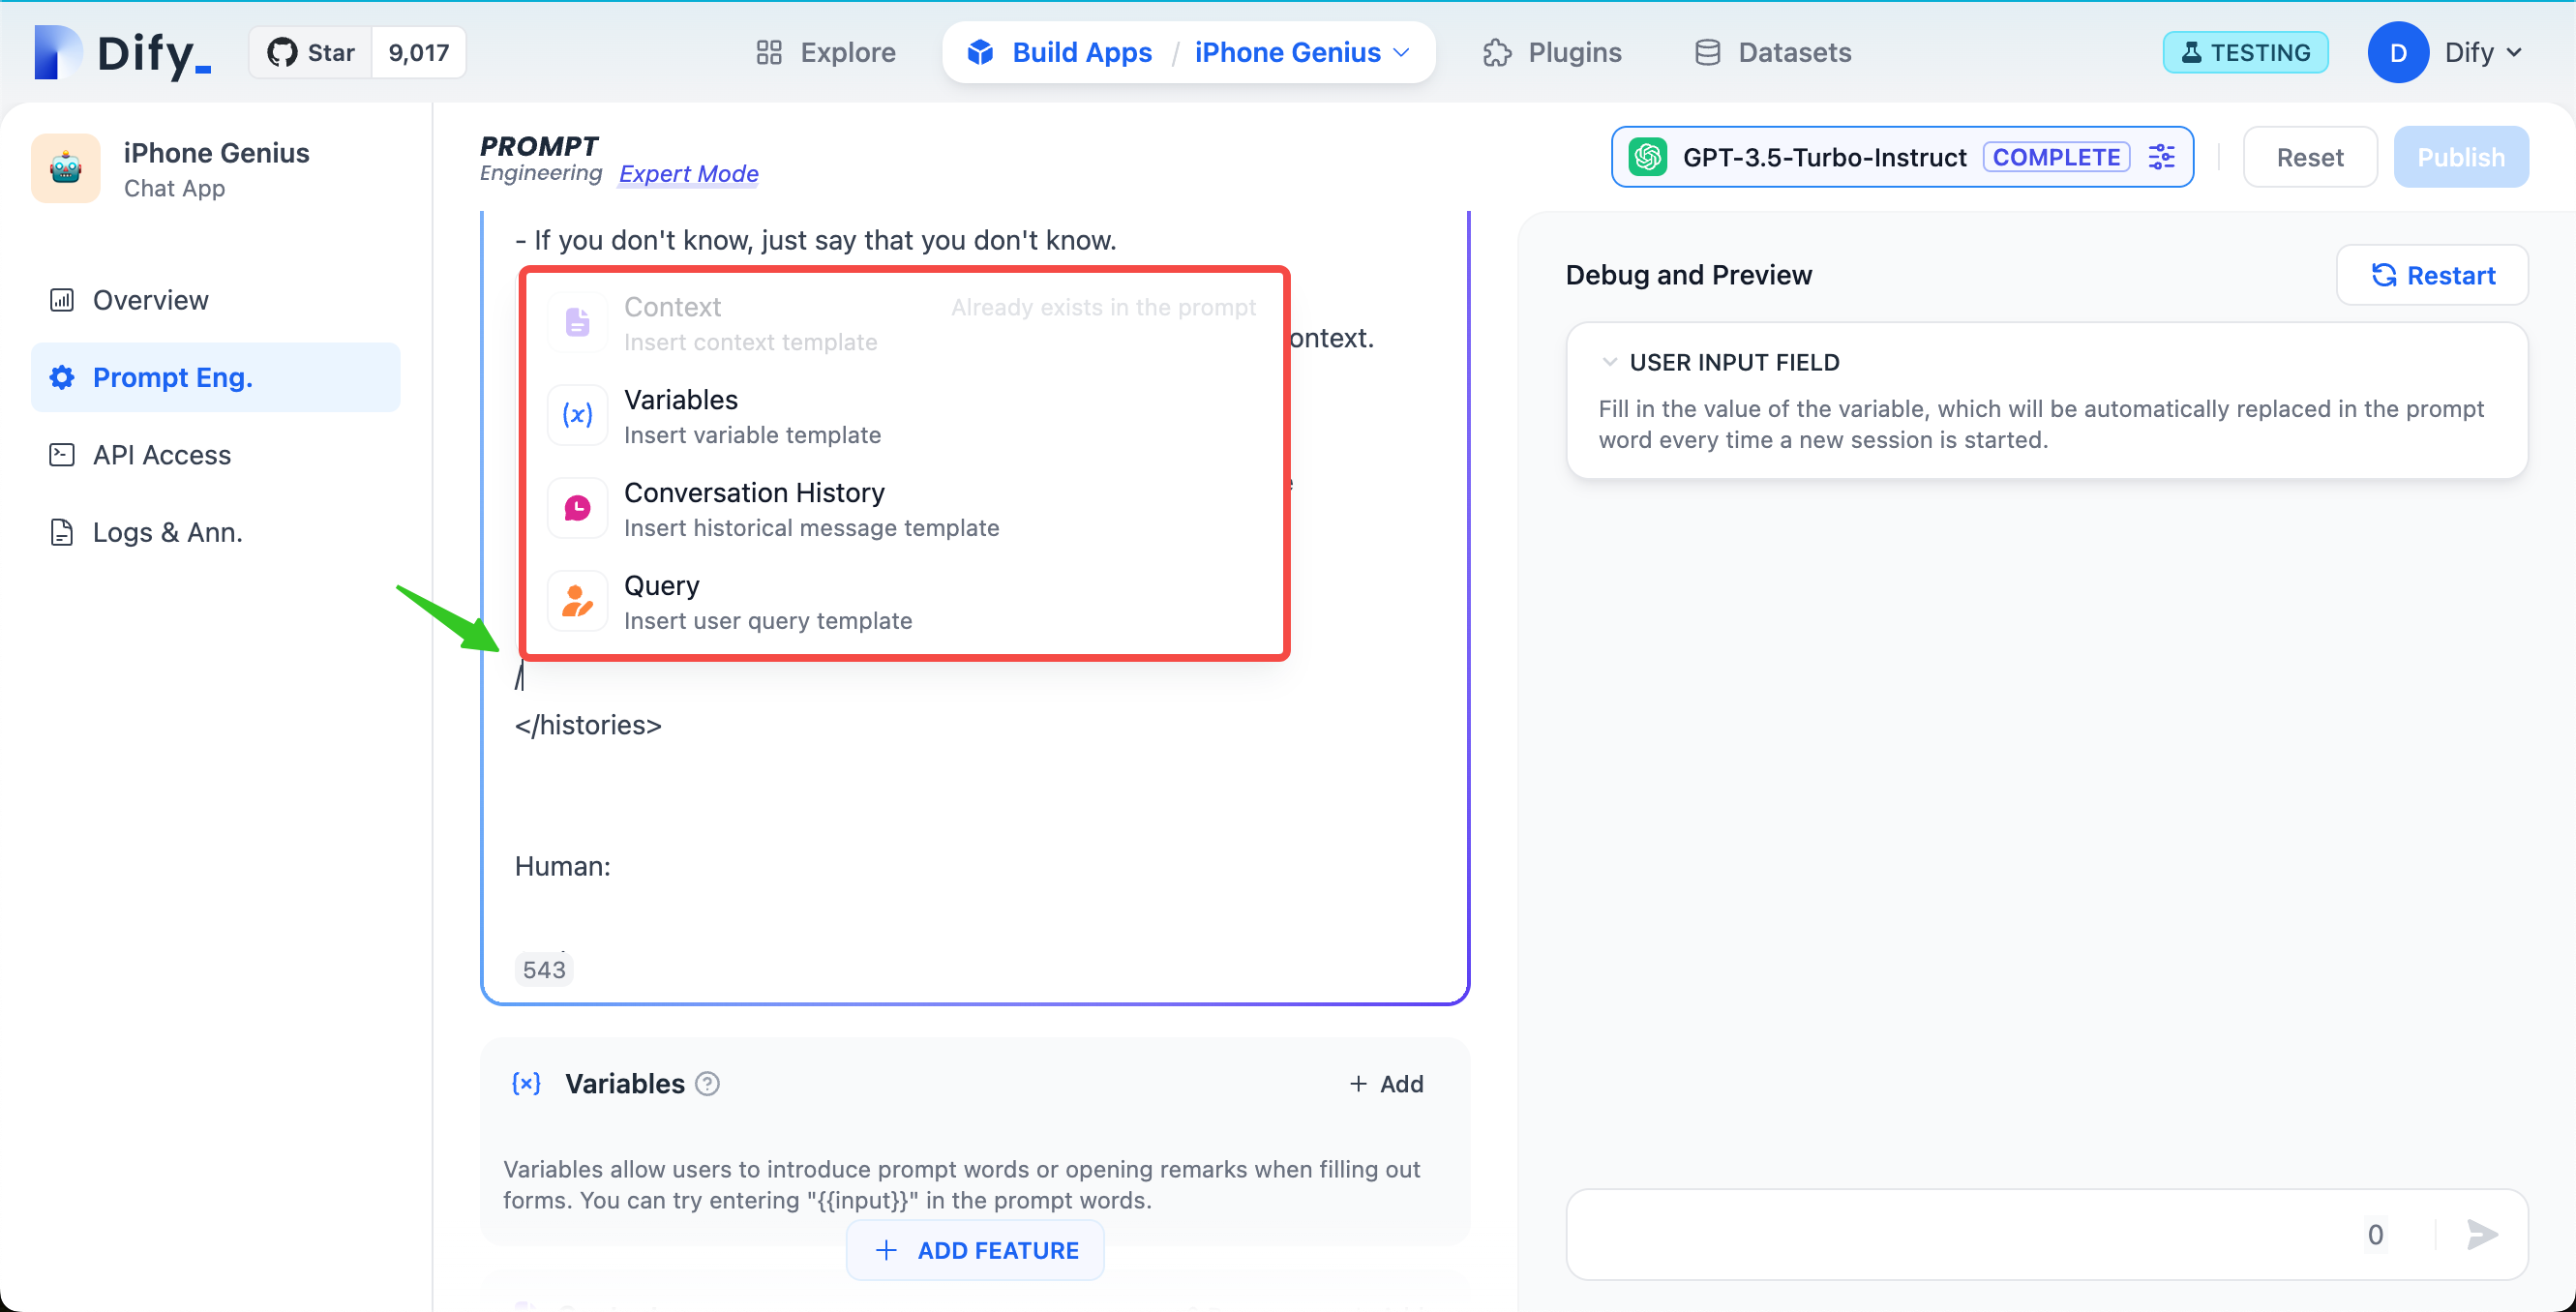 Dify_
Star 9,017
Explore
Build Apps / iPhone Genius
Plugins
Datasets
TESTING
D Dify
iPhone Genius
Chat App
Overview
Prompt Eng.
API Access
Logs & Ann.
PROMPT
Engineering Expert Mode
GPT-3.5-Turbo-Instruct COMPLETE
Reset
Publish
- If you don't know, just say that you don't know.
Context Already exists in the prompt
Insert context template
ontext.
Variables
Insert variable template
Conversation History
Insert historical message template
Query
Insert user query template
/
</histories>
Human:
543
Variables
+ Add
Variables allow users to introduce prompt words or opening remarks when filling out
forms. You can try entering "{{input}}" in the prompt words.
+ ADD FEATURE
Debug and Preview
Restart
USER INPUT FIELD
Fill in the value of the variable, which will be automatically replaced in the prompt
word every time a new session is started.
0